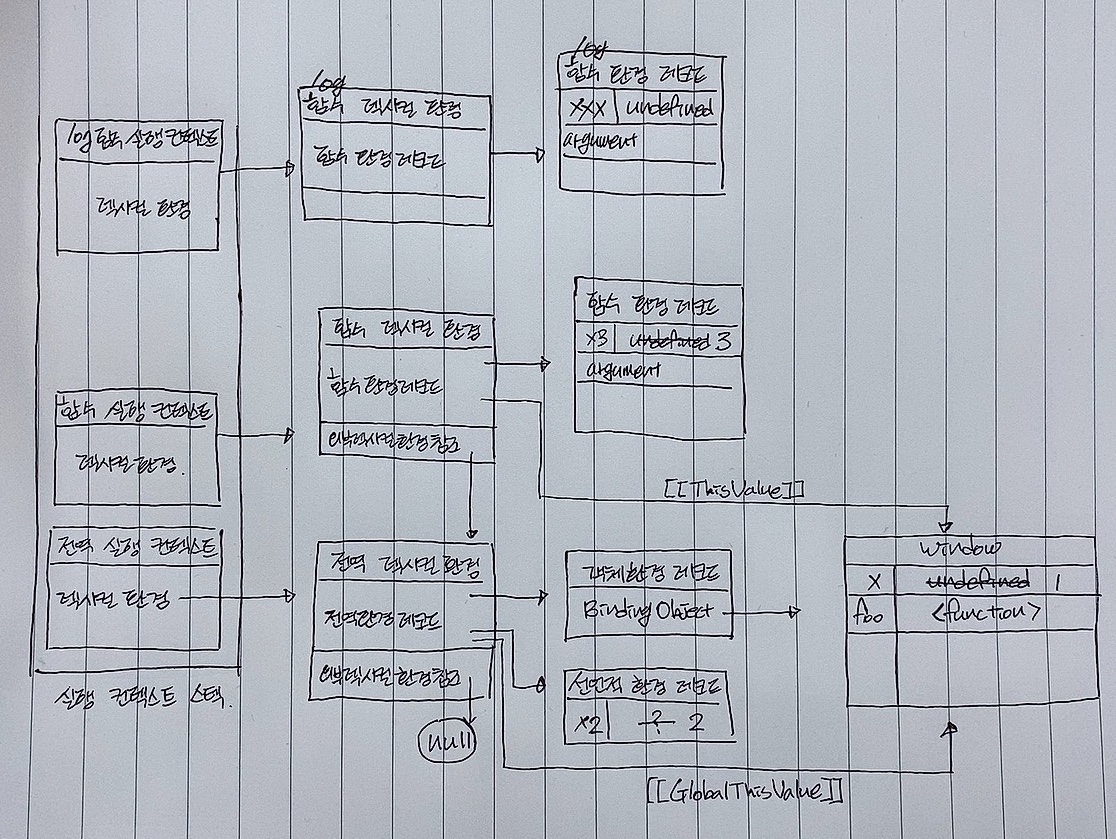 log
함수 환경 레코드
xxx undefined
argument
log
함수 렉시컬 환경
함수 환경 레코드
log 함수 실행 컨텍스트
렉시컬 환경
함수 환경 레코드
x3 undefined 3
argument
함수 렉시컬 환경
함수 환경 레코드
외부렉시컬환경참조
함수 실행 컨텍스트
렉시컬 환경.
[[ThisValue]]
전역 실행 컨텍스트
렉시컬 환경
실행 컨텍스트 스택.
전역 렉시컬 환경
전역환경 레코드
외부렉시컬환경참조
null
객체환경 레코드
Binding Object
선언적 환경 레코드
x2 ? 2
window
x undefined 1
foo <function>
[[GlobalThisValue]]